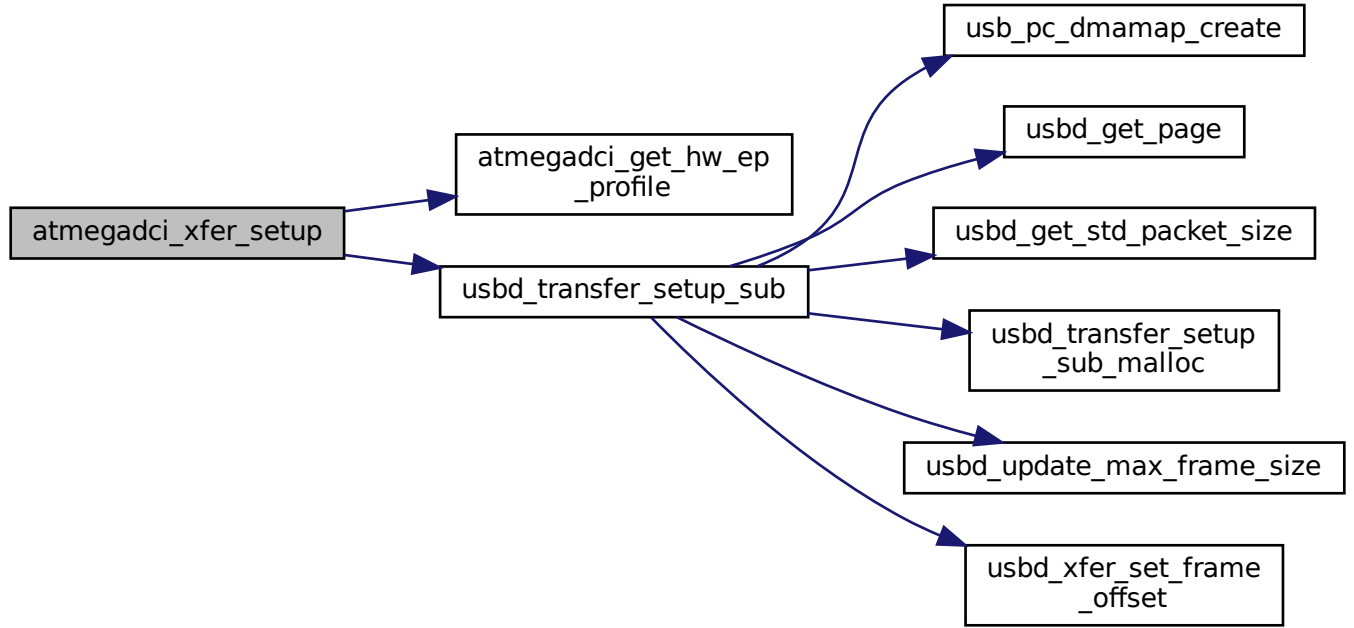 atmegadci_xfer_setup
atmegadci_get_hw_ep
_profile
usbd_transfer_setup_sub
usb_pc_dmamap_create
usbd_get_page
usbd_get_std_packet_size
usbd_transfer_setup
_sub_malloc
usbd_update_max_frame_size
usbd_xfer_set_frame
_offset